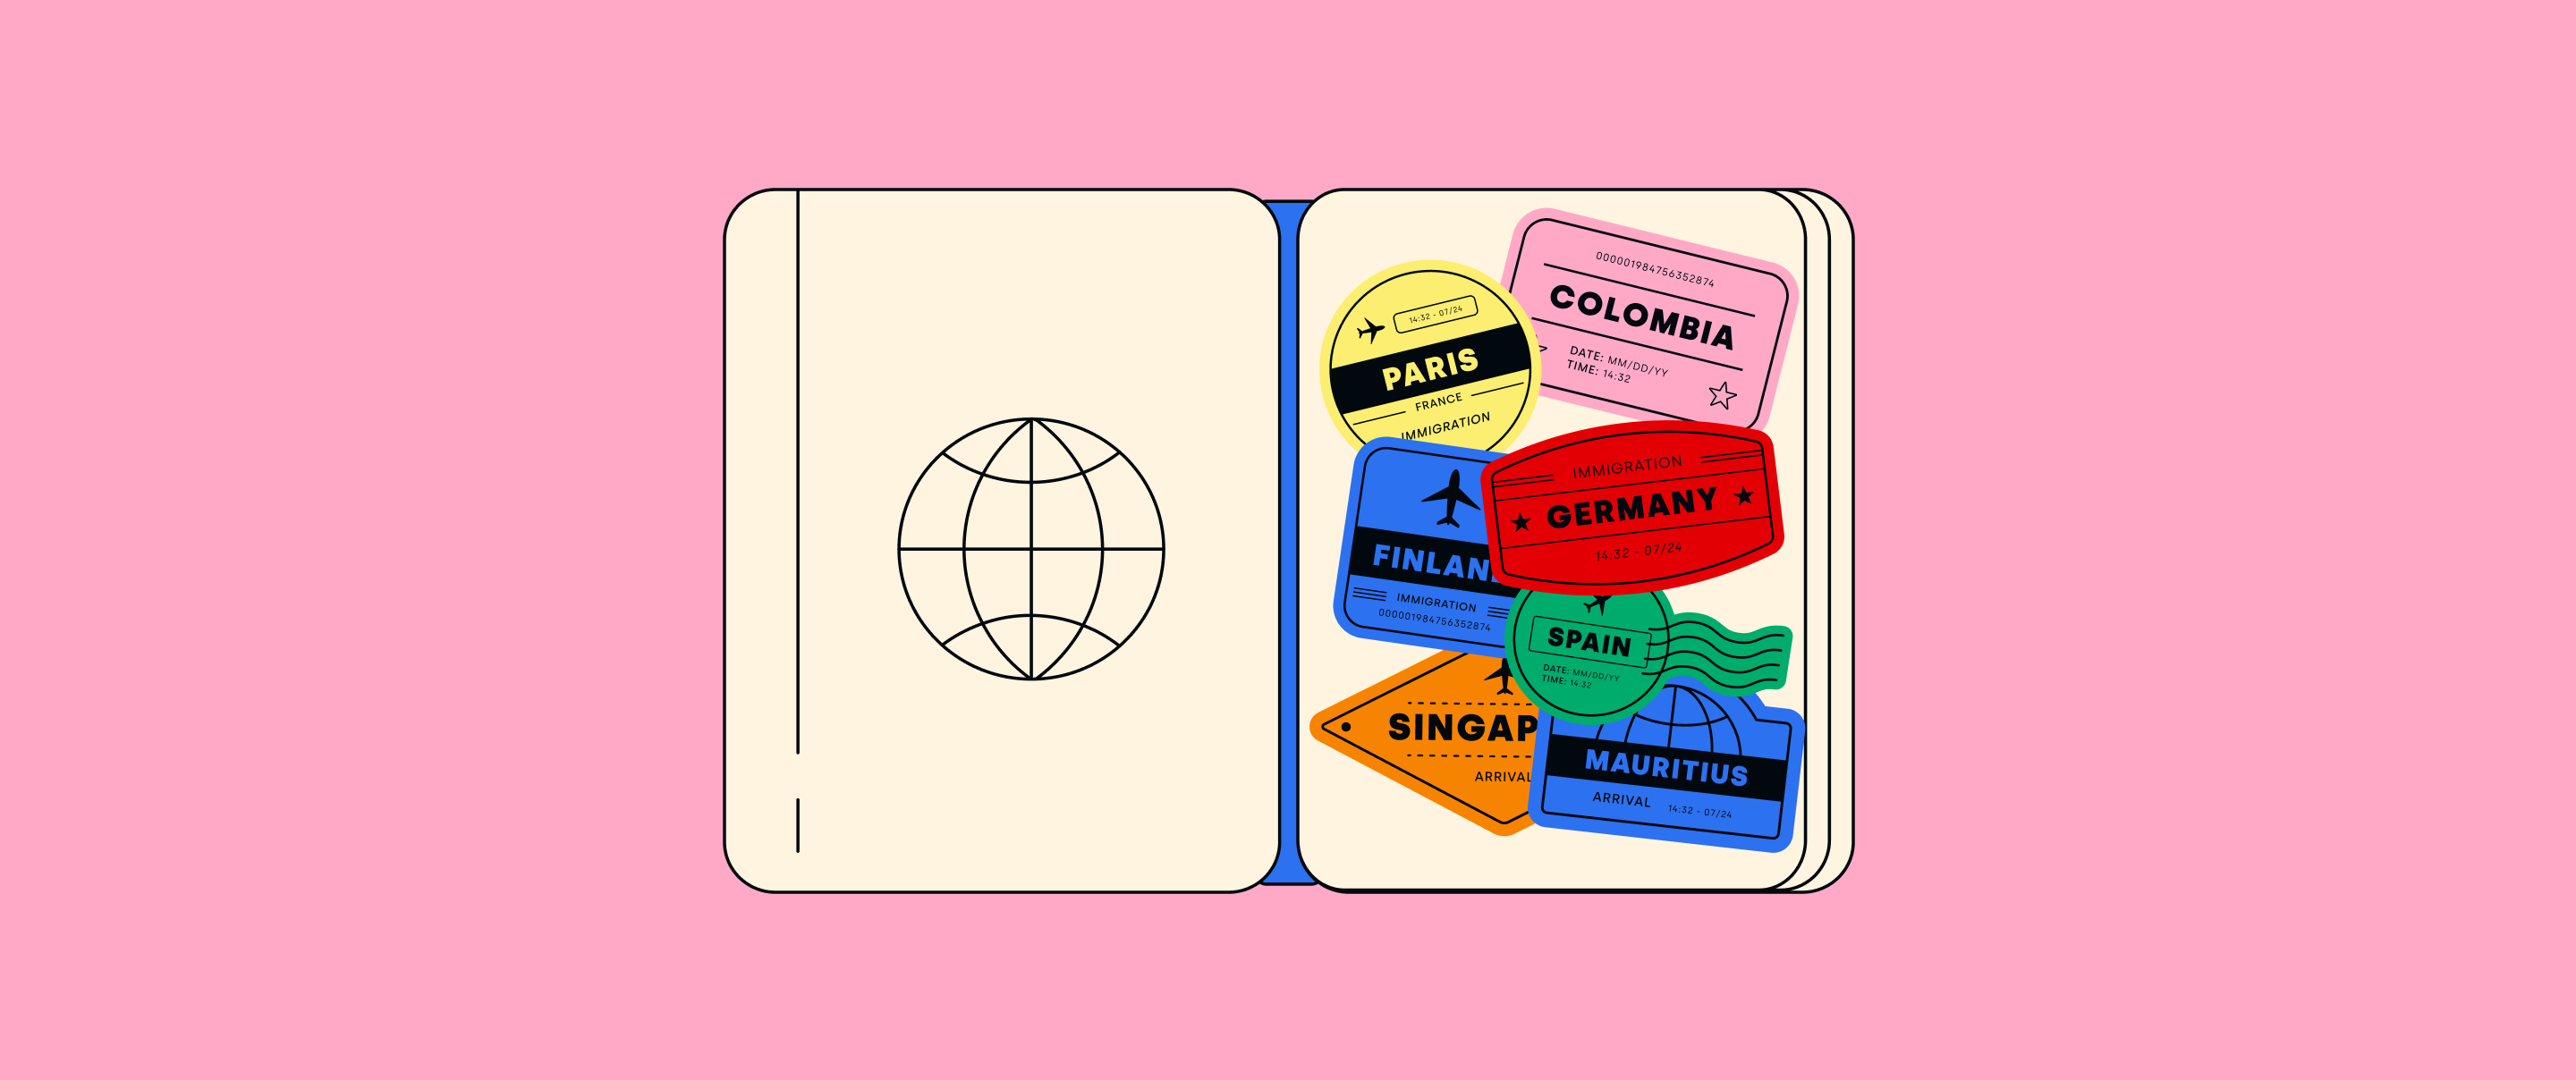 000001984756352874
COLOMBIA
DATE: MM/DD/YY
TIME: 14:32
14:32 - 07/24
PARIS
FRANCE
IMMIGRATION
IMMIGRATION
GERMANY
14:32 - 07/24
FINLAN
IMMIGRATION
000001984756352874
SPAIN
DATE: MM/DD/YY
TIME: 14:32
SINGAP
ARRIVAL
MAURITIUS
ARRIVAL 14:32 - 07/24